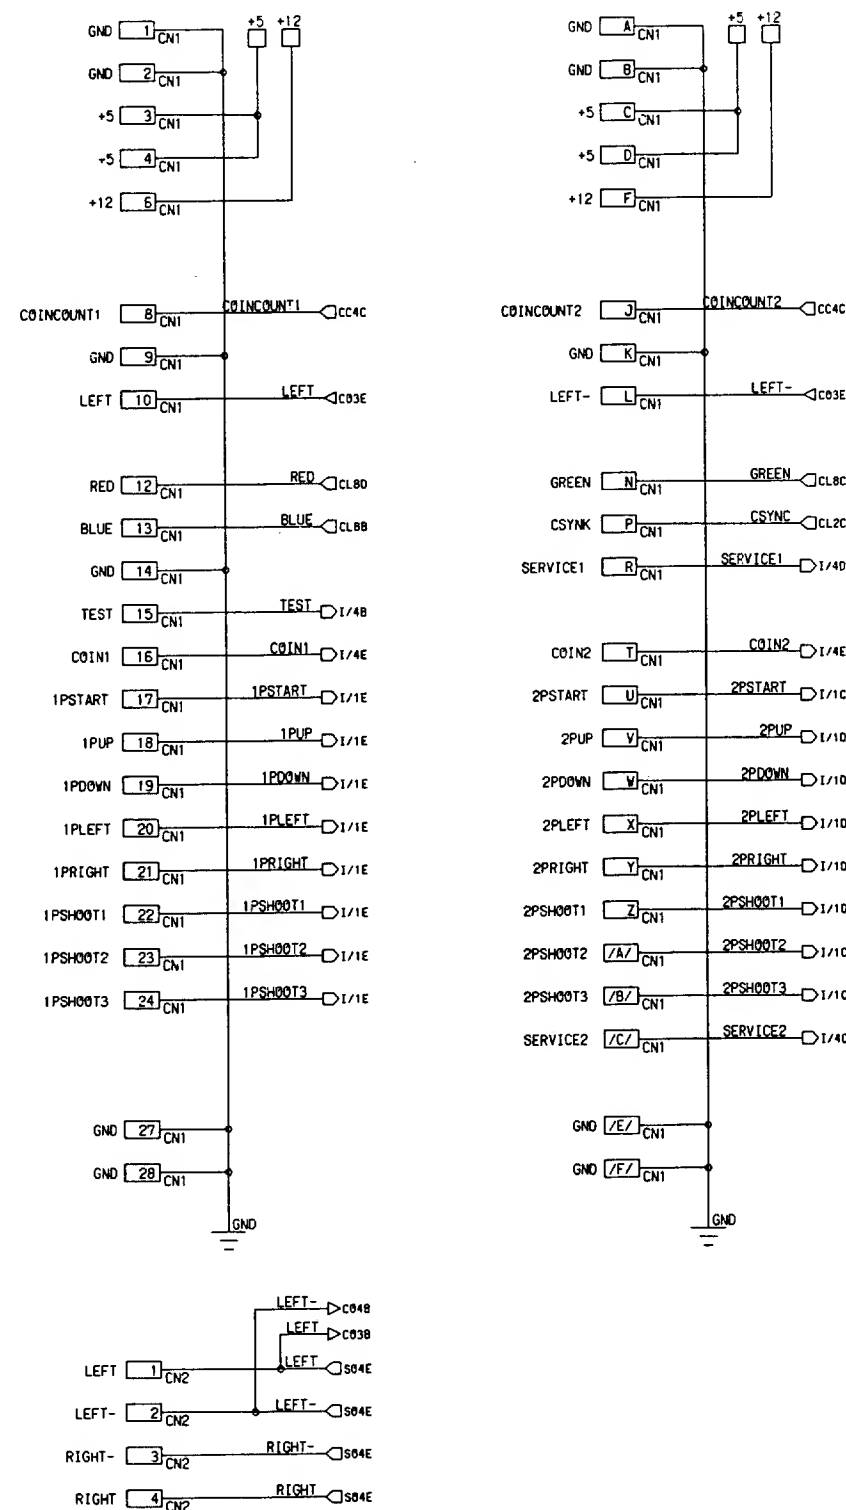 +5 +12
GND 1 CN1
GND 2 CN1
+5 3 CN1
+5 4 CN1
+12 6 CN1
COINCOUNT1 8 CN1 COINCOUNT1 CC4C
GND 9 CN1
LEFT 10 CN1 LEFT C03E
RED 12 CN1 RED CL8D
BLUE 13 CN1 BLUE CL8B
GND 14 CN1
TEST 15 CN1 TEST I/4B
COIN1 16 CN1 COIN1 I/4E
1PSTART 17 CN1 1PSTART I/1E
1PUP 18 CN1 1PUP I/1E
1PDOWN 19 CN1 1PDOWN I/1E
1PLEFT 20 CN1 1PLEFT I/1E
1PRIGHT 21 CN1 1PRIGHT I/1E
1PSHOOT1 22 CN1 1PSHOOT1 I/1E
1PSHOOT2 23 CN1 1PSHOOT2 I/1E
1PSHOOT3 24 CN1 1PSHOOT3 I/1E
GND 27 CN1
GND 28 CN1
GND
+5 +12
GND A CN1
GND B CN1
+5 C CN1
+5 D CN1
+12 F CN1
COINCOUNT2 J CN1 COINCOUNT2 CC4C
GND K CN1
LEFT- L CN1 LEFT- C03E
GREEN N CN1 GREEN CL8C
CSYNK P CN1 CSYNC CL2C
SERVICE1 R CN1 SERVICE1 I/4D
COIN2 T CN1 COIN2 I/4E
2PSTART U CN1 2PSTART I/1C
2PUP V CN1 2PUP I/1D
2PDOWN W CN1 2PDOWN I/1D
2PLEFT X CN1 2PLEFT I/1D
2PRIGHT Y CN1 2PRIGHT I/1D
2PSHOOT1 Z CN1 2PSHOOT1 I/1D
2PSHOOT2 /A/ CN1 2PSHOOT2 I/1C
2PSHOOT3 /B/ CN1 2PSHOOT3 I/1C
SERVICE2 /C/ CN1 SERVICE2
GND /E/ CN1
GND /F/ CN1
GND
LEFT- C04B
LEFT C03B
LEFT 1 CN2 LEFT S04E
LEFT- 2 CN2 LEFT- S04E
RIGHT- 3 CN2 RIGHT- S04E
RIGHT 4 CN2 RIGHT S04E